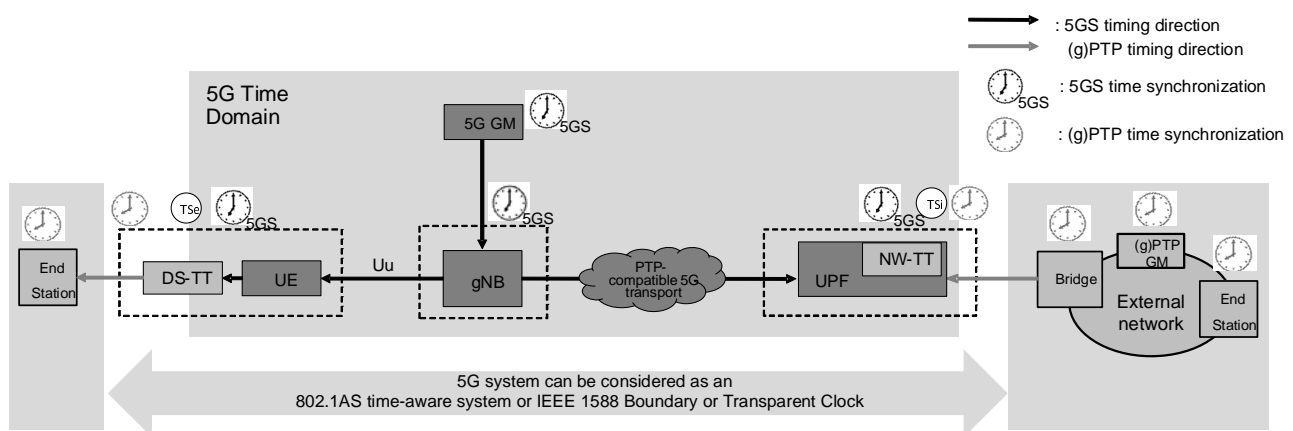 : 5GS timing direction
(g)PTP timing direction
5GS
: 5GS time synchronization
: (g)PTP time synchronization
5G Time
Domain
5G GM
5GS
5GS
TSe
5GS
5GS
TSi
End
Station
DS-TT
UE
Uu
gNB
PTP-
compatible 5G
transport
UPF
NW-TT
Bridge
(g)PTP
GM
External
network
End
Station
5G system can be considered as an
802.1AS time-aware system or IEEE 1588 Boundary or Transparent Clock